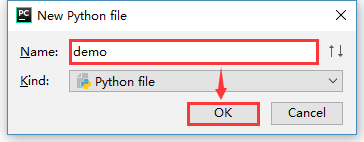 PC New Python file
Name: demo
Kind: Python file
OK Cancel